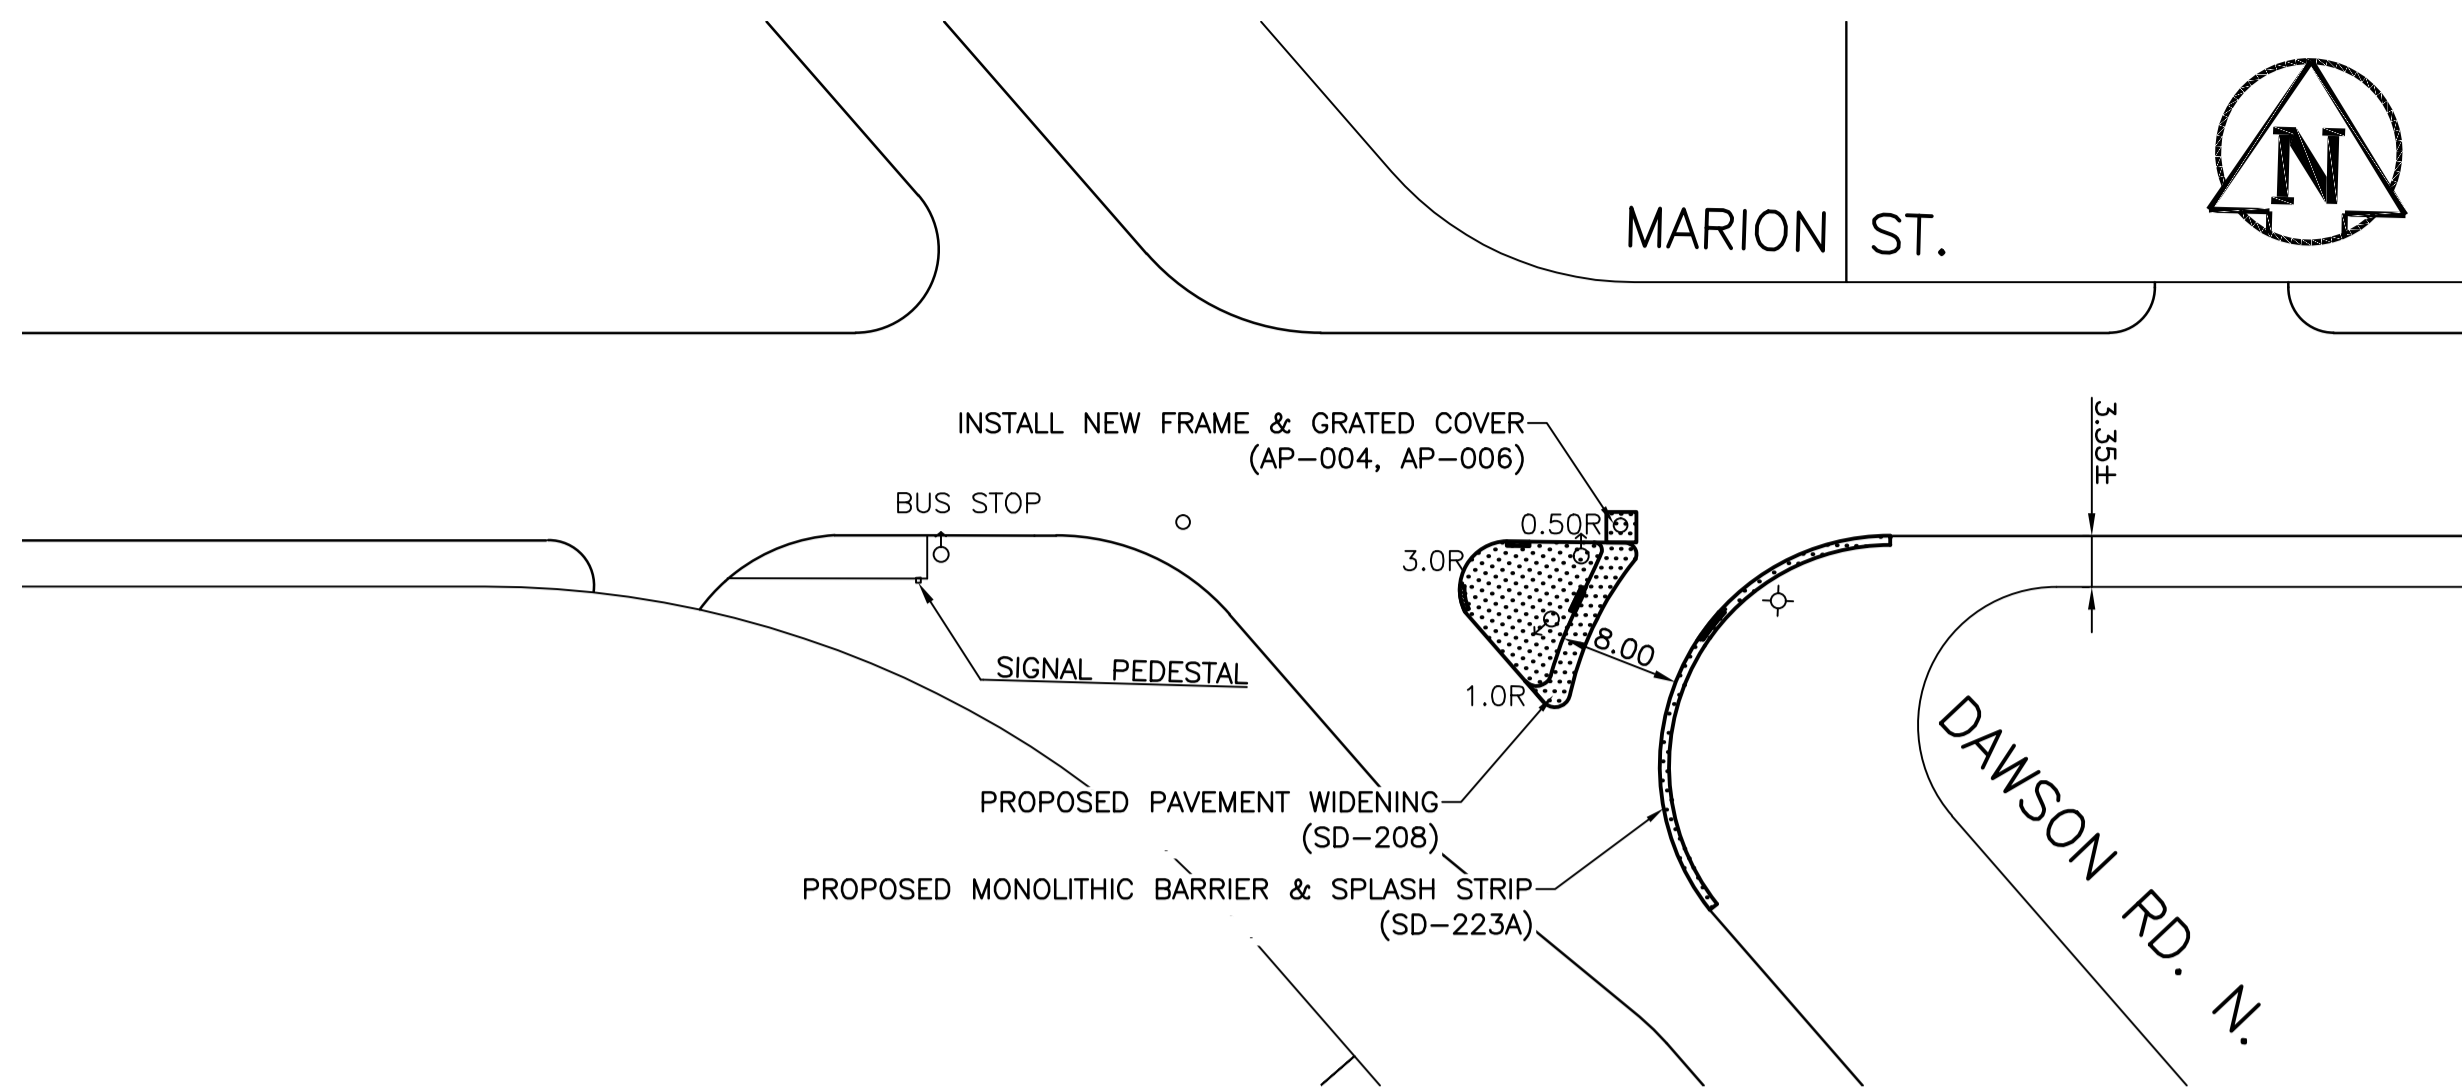 N
MARION ST.
INSTALL NEW FRAME & GRATED COVER
(AP-004, AP-006)
3.35±
BUS STOP
0.50R
3.0R
8.00
SIGNAL PEDESTAL
1.0R
DAWSON RD. N.
PROPOSED PAVEMENT WIDENING
(SD-208)
PROPOSED MONOLITHIC BARRIER & SPLASH STRIP
(SD-223A)